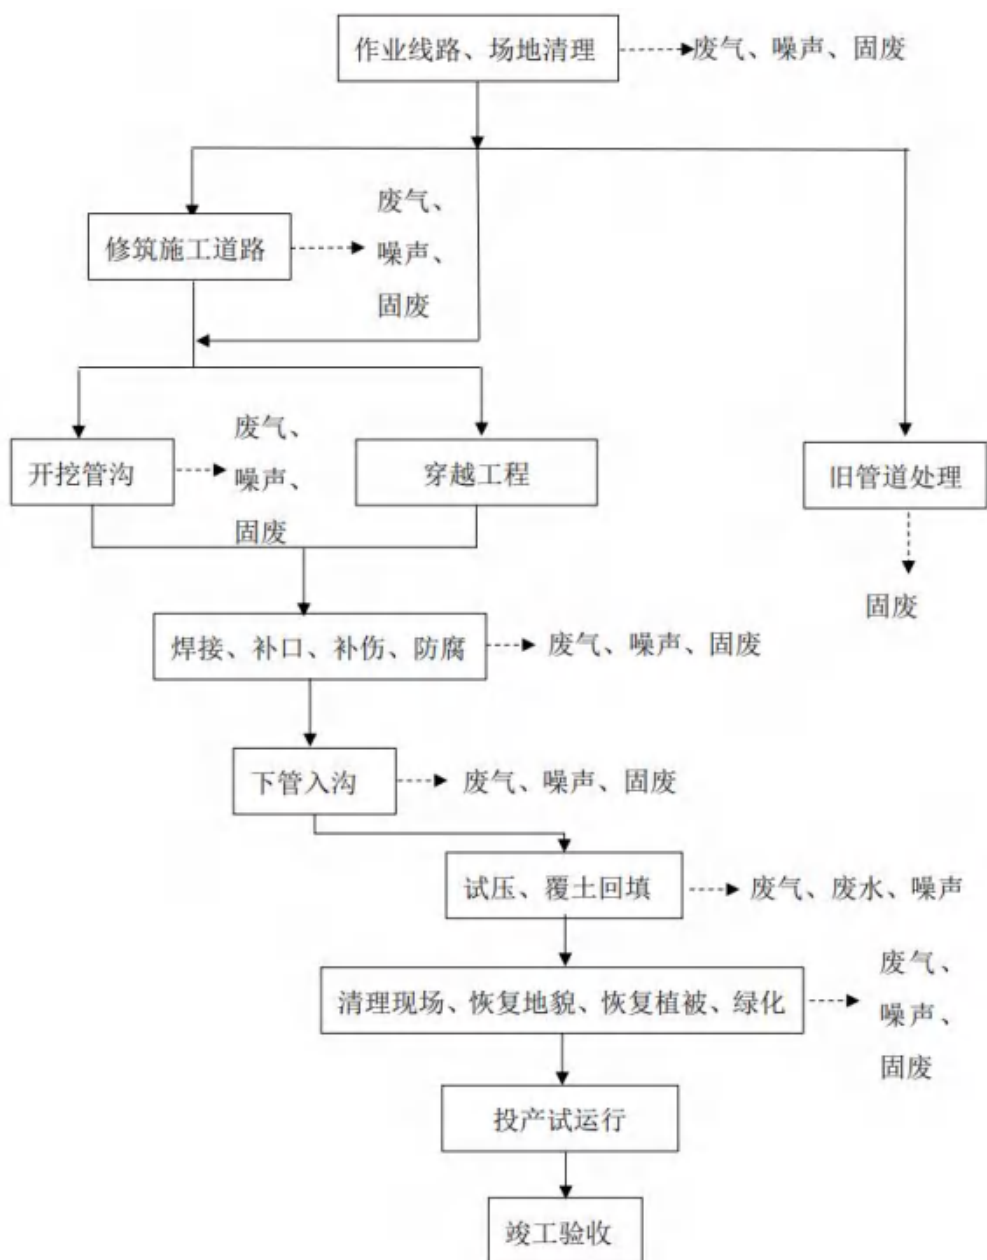 作业线路、场地清理
废气、噪声、固废
废气、
修筑施工道路
噪声、
固废
废气、
开挖管沟
噪声、
固废
穿越工程
旧管道处理
固废
焊接、补口、补伤、防腐
废气、噪声、固废
下管入沟
废气、噪声、固废
试压、覆土回填
废气、废水、噪声
废气、
清理现场、恢复地貌、恢复植被、绿化
噪声、
固废
投产试运行
竣工验收